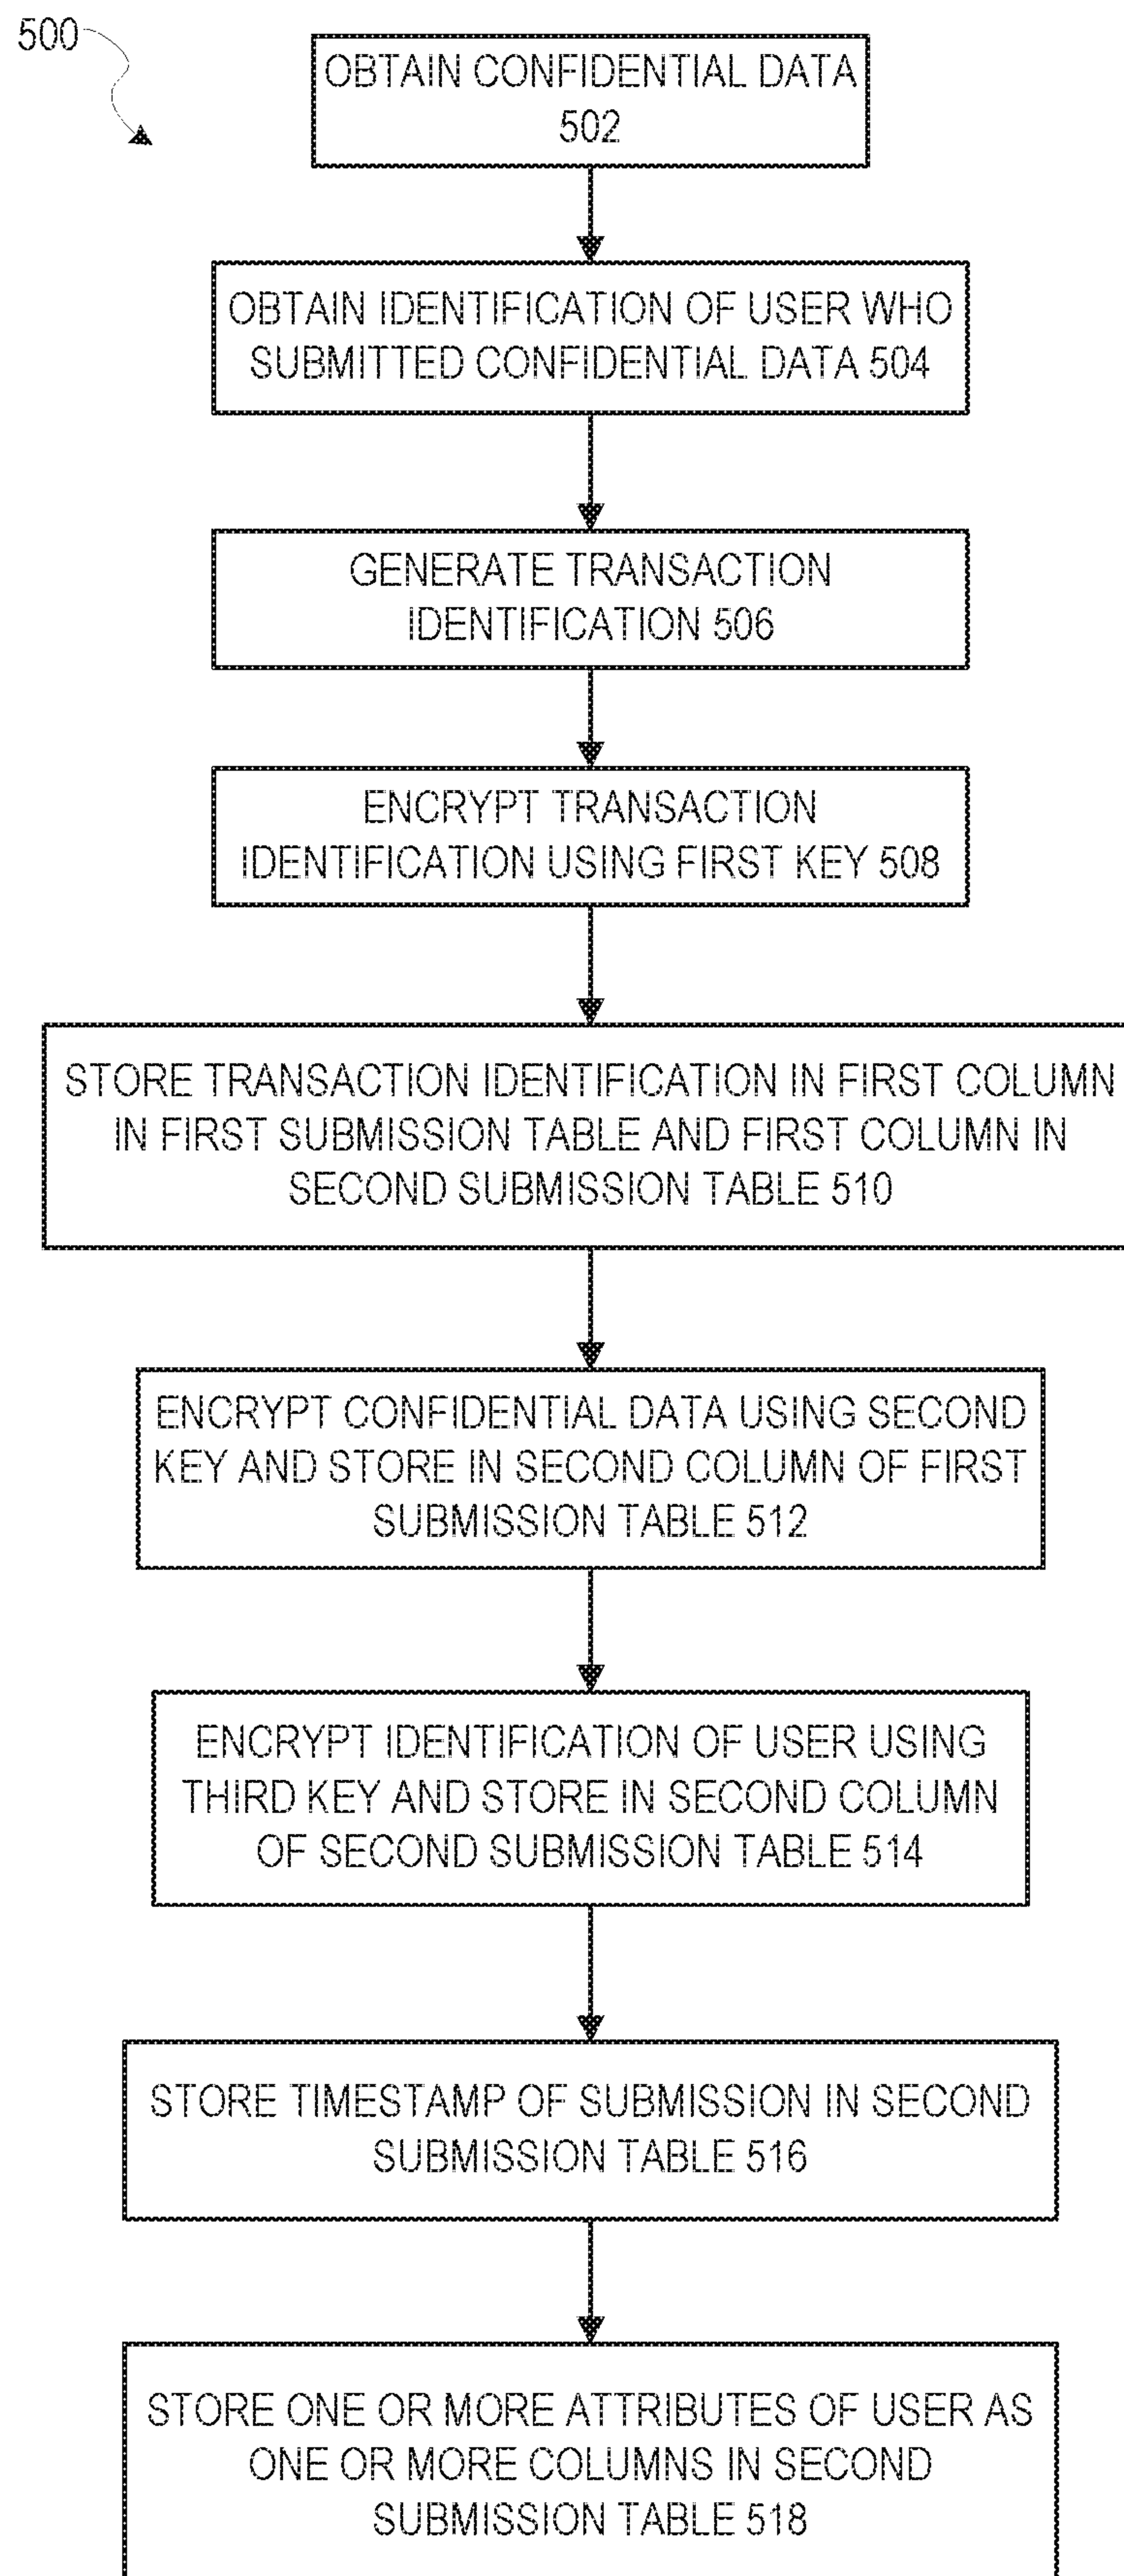 500
OBTAIN CONFIDENTIAL DATA
502
OBTAIN IDENTIFICATION OF USER WHO
SUBMITTED CONFIDENTIAL DATA 504
GENERATE TRANSACTION
IDENTIFICATION 506
ENCRYPT TRANSACTION
IDENTIFICATION USING FIRST KEY 508
STORE TRANSACTION IDENTIFICATION IN FIRST COLUMN
IN FIRST SUBMISSION TABLE AND FIRST COLUMN IN
SECOND SUBMISSION TABLE 510
ENCRYPT CONFIDENTIAL DATA USING SECOND
KEY AND STORE IN SECOND COLUMN OF FIRST
SUBMISSION TABLE 512
ENCRYPT IDENTIFICATION OF USER USING
THIRD KEY AND STORE IN SECOND COLUMN
OF SECOND SUBMISSION TABLE 514
STORE TIMESTAMP OF SUBMISSION IN SECOND
SUBMISSION TABLE 516
STORE ONE OR MORE ATTRIBUTES OF USER AS
ONE OR MORE COLUMNS IN SECOND
SUBMISSION TABLE 518